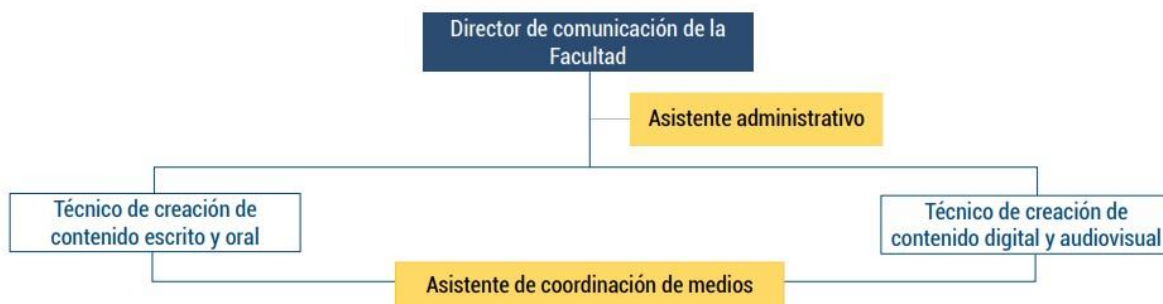 Director de comunicación de la
Facultad
Asistente administrativo
Técnico de creación de
contenido escrito y oral
Técnico de creación de
contenido digital y audiovisual
Asistente de coordinación de medios